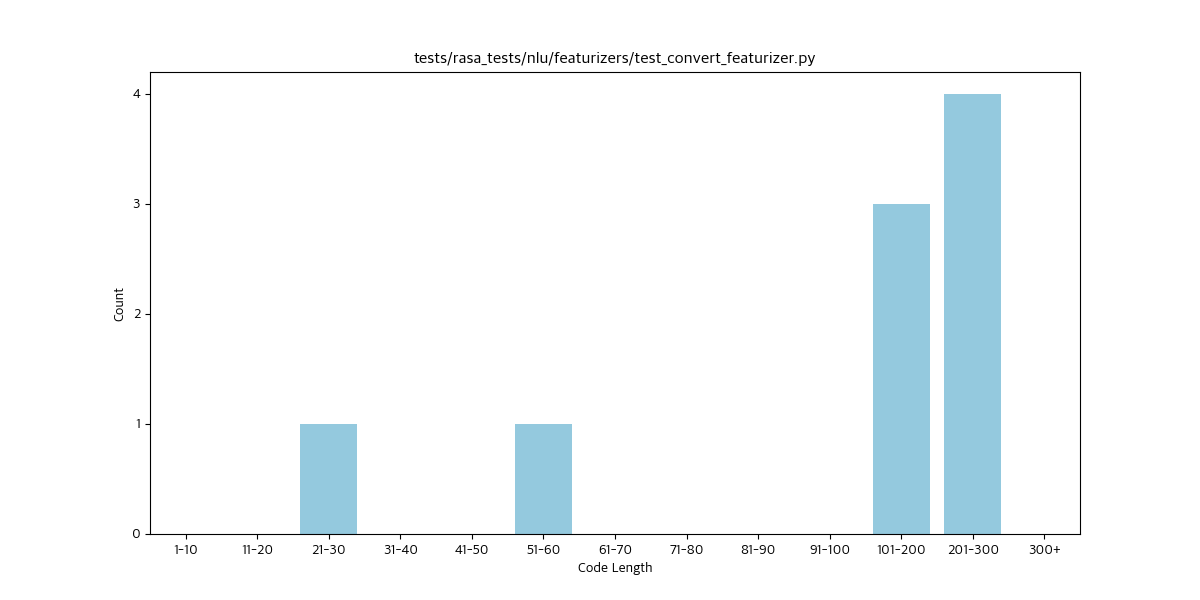 tests/rasa_tests/nlu/featurizers/test_convert_featurizer.py
4
3
2
1
0
Count
1-10 11-20 21-30 31-40 41-50 51-60 61-70 71-80 81-90 91-100 101-200 201-300 300+
Code Length